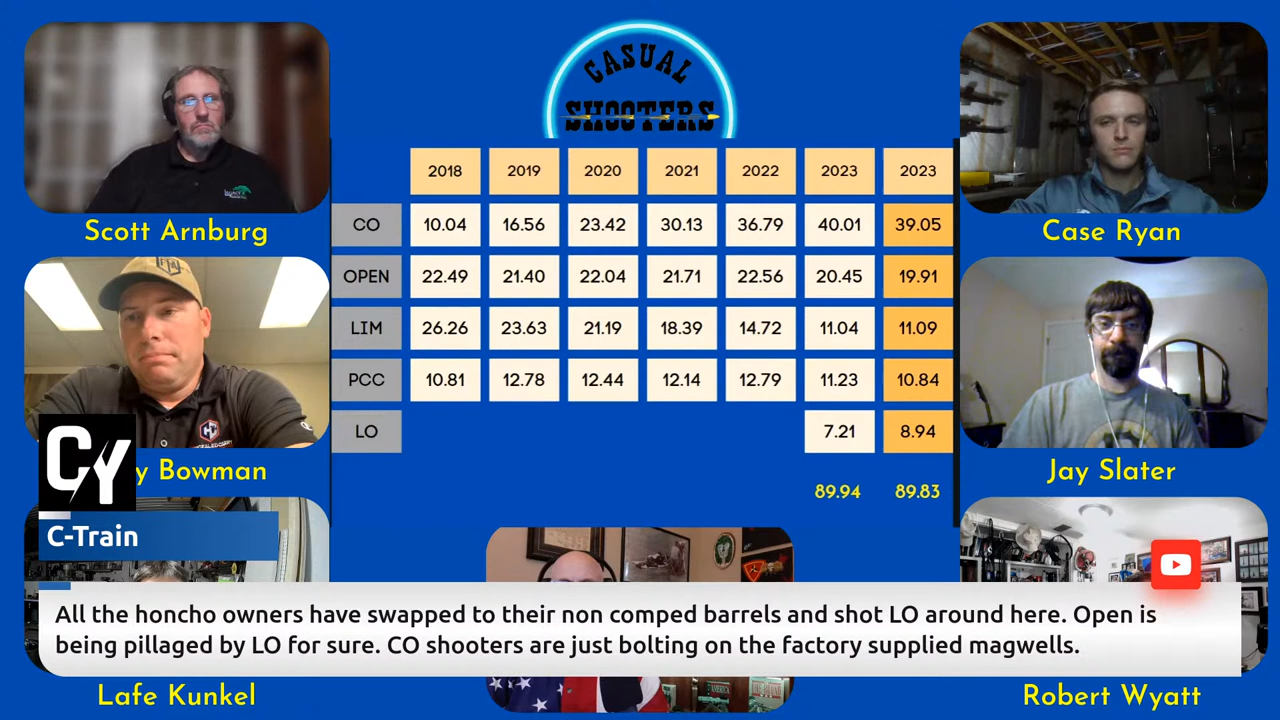 CASUAL
SHOOTERS
2018 2019 2020 2021 2022 2023 2023
CO 10.04 16.56 23.42 30.13 36.79 40.01 39.05
OPEN 22.49 21.40 22.04 21.71 22.56 20.45 19.91
LIM 26.26 23.63 21.19 18.39 14.72 11.04 11.09
PCC 10.81 12.78 12.44 12.14 12.79 11.23 10.84
LO 7.21 8.94
89.94 89.83
Scott Arnburg
Case Ryan
y Bowman
Jay Slater
CY
C-Train
All the honcho owners have swapped to their non comped barrels and shot LO around here. Open is
being pillaged by LO for sure. CO shooters are just bolting on the factory supplied magwells.
Lafe Kunkel
Robert Wyatt